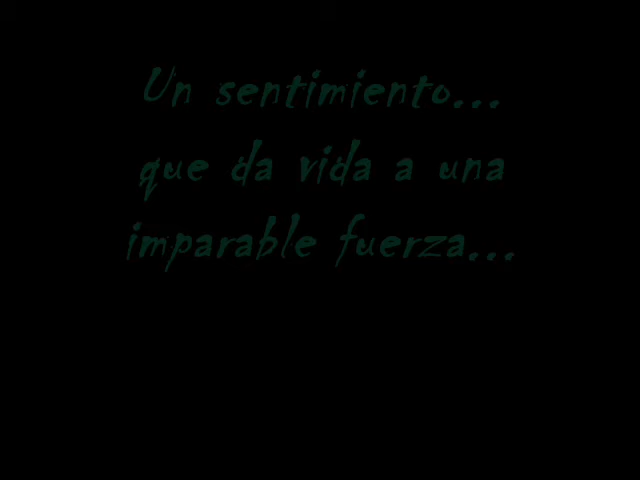 Un sentimiento...
que da vida a una
imparable fuerza...